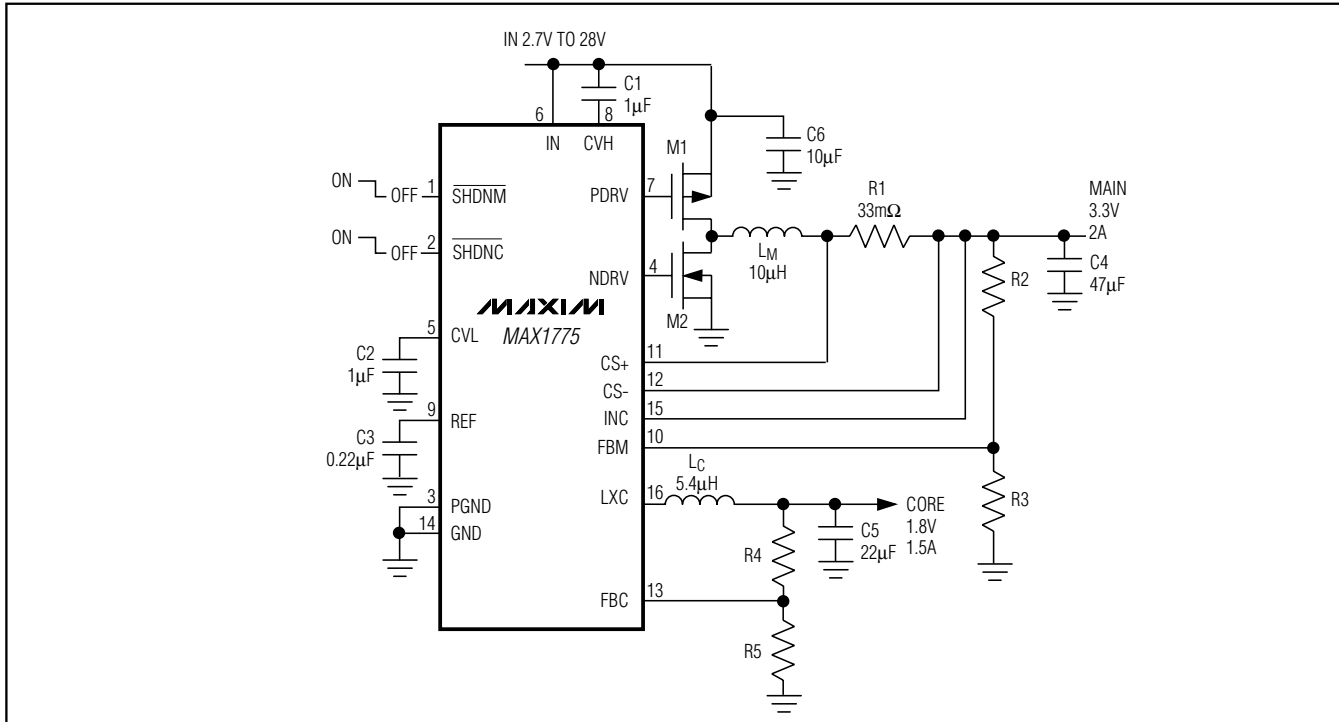 IN 2.7V TO 28V
C1
1µF
6
8
IN
CVH
C6
10µF
M1
ON
OFF
1
SHDNM
PDRV
7
R1
33mΩ
MAIN
3.3V
2A
ON
OFF
2
SHDNC
LM
10µH
C4
47µF
NDRV
4
R2
MAXIM
MAX1775
M2
5
CVL
C2
1µF
CS+
11
CS-
12
INC
15
FBM
10
9
REF
C3
0.22µF
LC
5.4µH
LXC
16
R3
3
PGND
14
GND
CORE
1.8V
1.5A
C5
22µF
R4
FBC
13
R5